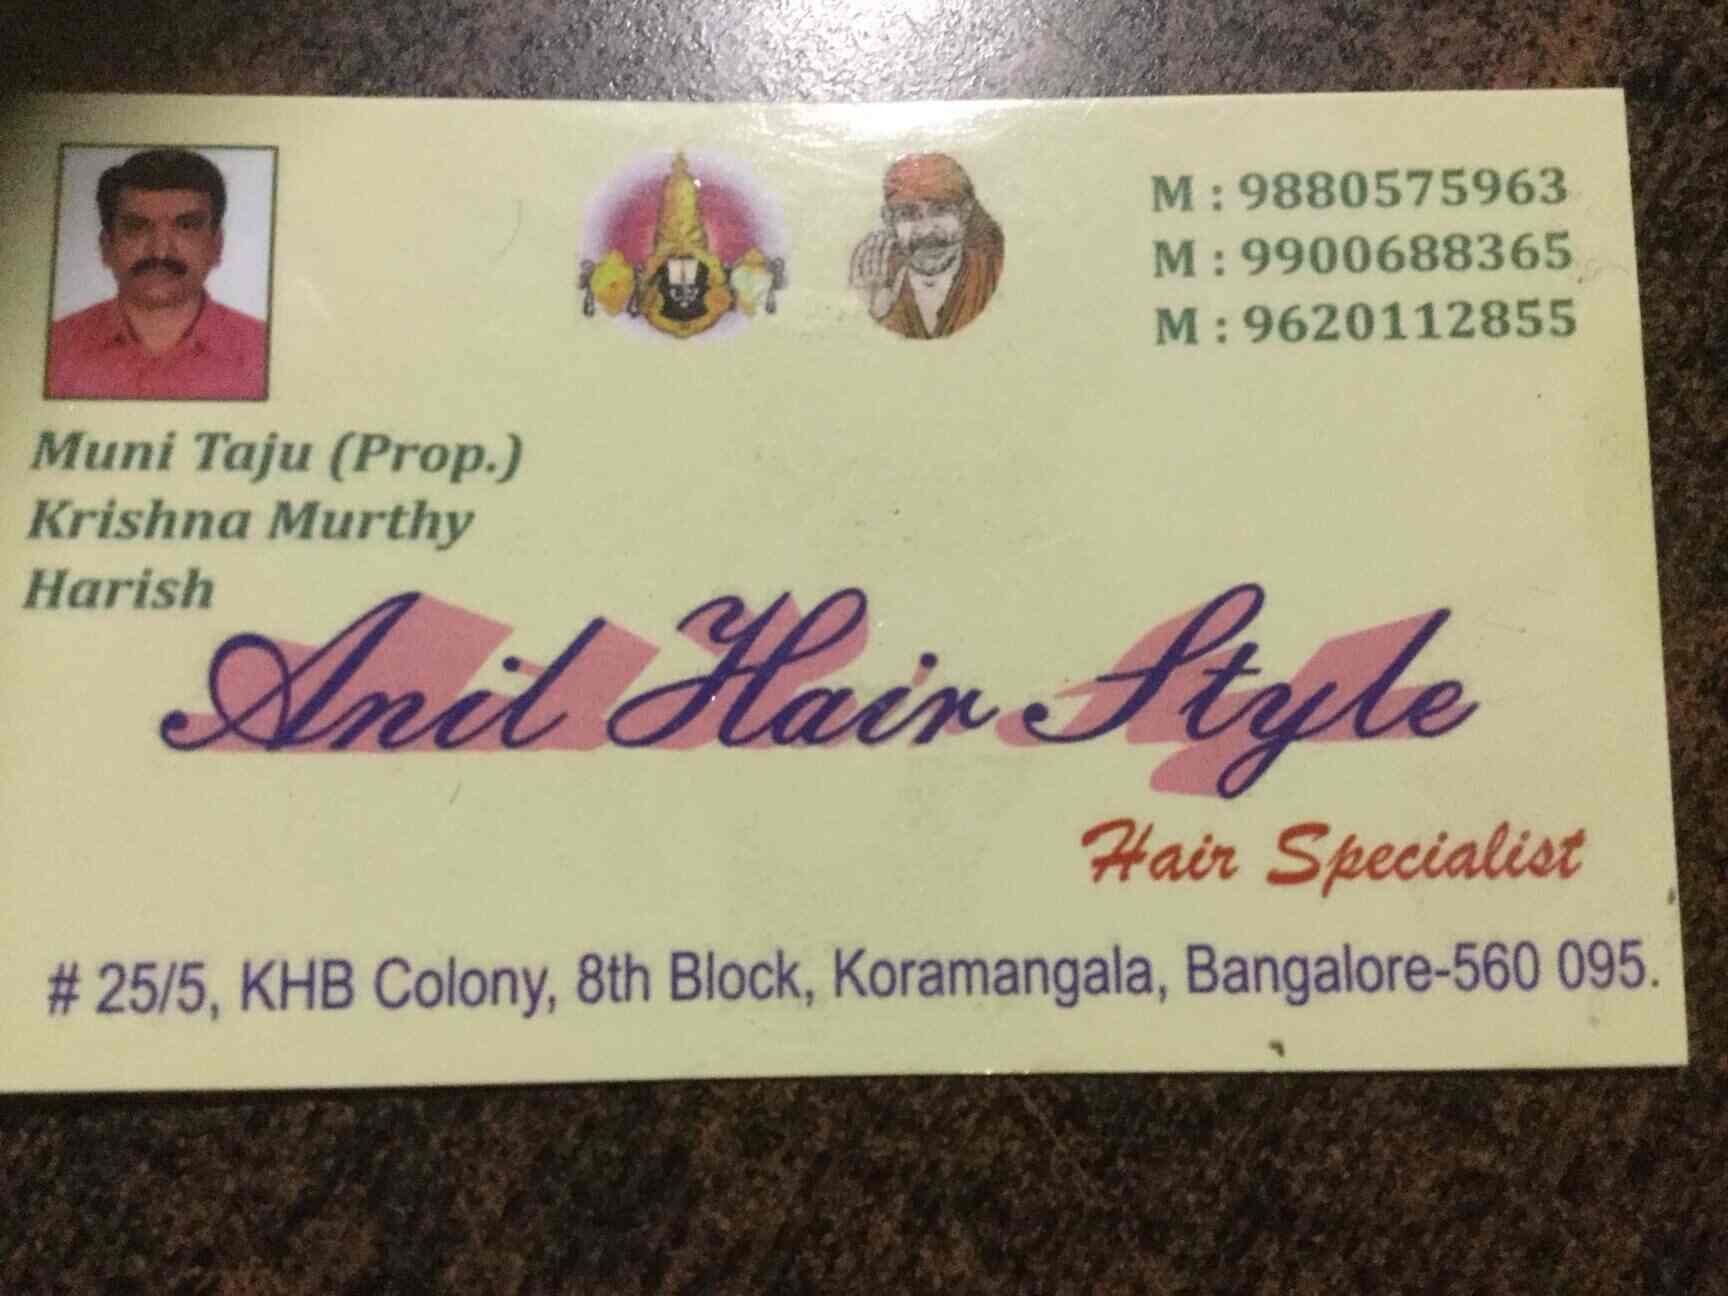 M : 9880575963
M : 9900688365
M : 9620112855
Muni Taju (Prop.)
Krishna Murthy
Harish
Anil Hair Style
Hair Specialist
# 25/5, KHB Colony, 8th Block, Koramangala, Bangalore-560 095.